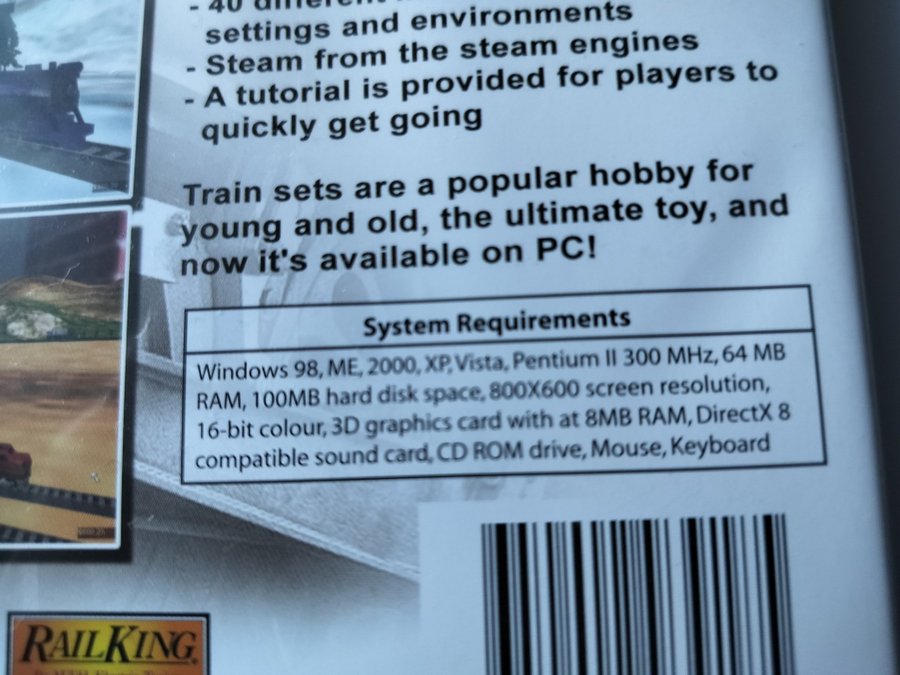 - 40 different
settings and environments
- Steam from the steam engines
- A tutorial is provided for players to
quickly get going
Train sets are a popular hobby for
young and old, the ultimate toy, and
now it's available on PC!
System Requirements
Windows 98, ME, 2000, XP, Vista, Pentium II 300 MHz, 64 MB
RAM, 100MB hard disk space, 800X600 screen resolution,
16-bit colour, 3D graphics card with at 8MB RAM, DirectX 8
compatible sound card, CD ROM drive, Mouse, Keyboard
RAILKING